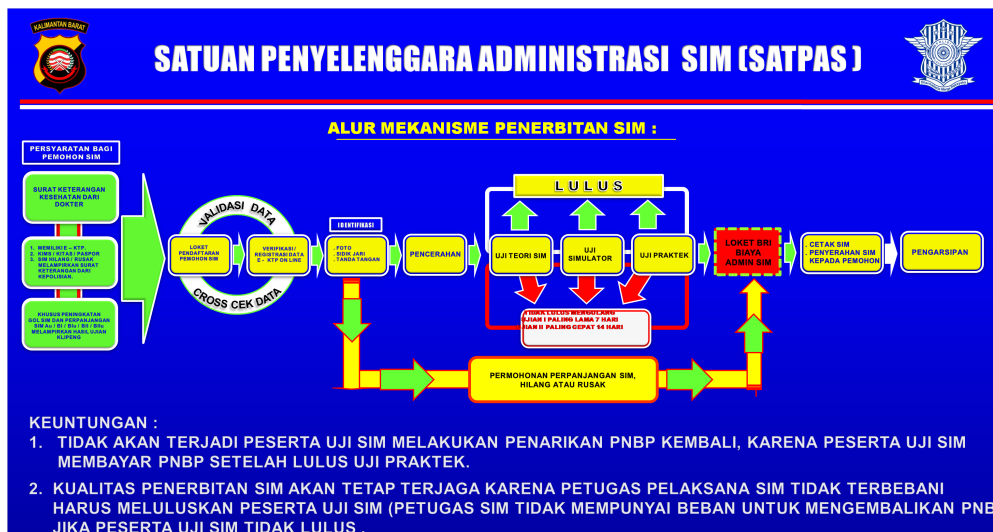 KALIMANTAN BARAT
SATUAN PENYELENGGARA ADMINISTRASI SIM (SATPAS )
ALUR MEKANISME PENERBITAN SIM :
PERSYARATAN BAGI
PEMOHON SIM
SURAT KETERANGAN
KESEHATAN DARI
DOKTER
1. MEMILIKI E – KTP.
2. KIMS / KITAS / PASPOR
3. SIM HILANG / RUSAK
MELAMPIRKAN SURAT
KETERANGAN DARI
KEPOLISIAN.
KHUSUS PENINGKATAN
GOL SIM DAN PERPANJANGAN
SIM Au / BI / BIu / BII / BIIu
MELAMPIRKAN HASIL UJIAN
KLIPENG
VALIDASI DATA
LOKET
PENDAFTARAN
PEMOHON SIM
VERIFIKASI /
REGISTRASI DATA
E – KTP ON LINE
CROSS CEK DATA
IDENTIFIKASI
. FOTO
. SIDIK JARI
. TANDA TANGAN
PENCERAHAN
LULUS
UJI TEORI SIM
UJI
SIMULATOR
UJI PRAKTEK
TIDAK LULUS MENGULANG
UJIAN I PALING LAMA 7 HARI
JIAN II PALING CEPAT 14 HARI
LOKET BRI
BIAYA
ADMIN SIM
. CETAK SIM
. PENYERAHAN SIM
KEPADA PEMOHON
PENGARSIPAN
PERMOHONAN PERPANJANGAN SIM,
HILANG ATAU RUSAK
KEUNTUNGAN :
1. TIDAK AKAN TERJADI PESERTA UJI SIM MELAKUKAN PENARIKAN PNBP KEMBALI, KARENA PESERTA UJI SIM
MEMBAYAR PNBP SETELAH LULUS UJI PRAKTEK.
2. KUALITAS PENERBITAN SIM AKAN TETAP TERJAGA KARENA PETUGAS PELAKSANA SIM TIDAK TERBEBANI
HARUS MELULUSKAN PESERTA UJI SIM (PETUGAS SIM TIDAK MEMPUNYAI BEBAN UNTUK MENGEMBALIKAN PNB
JIKA PESERTA UJI SIM TIDAK LULUS .